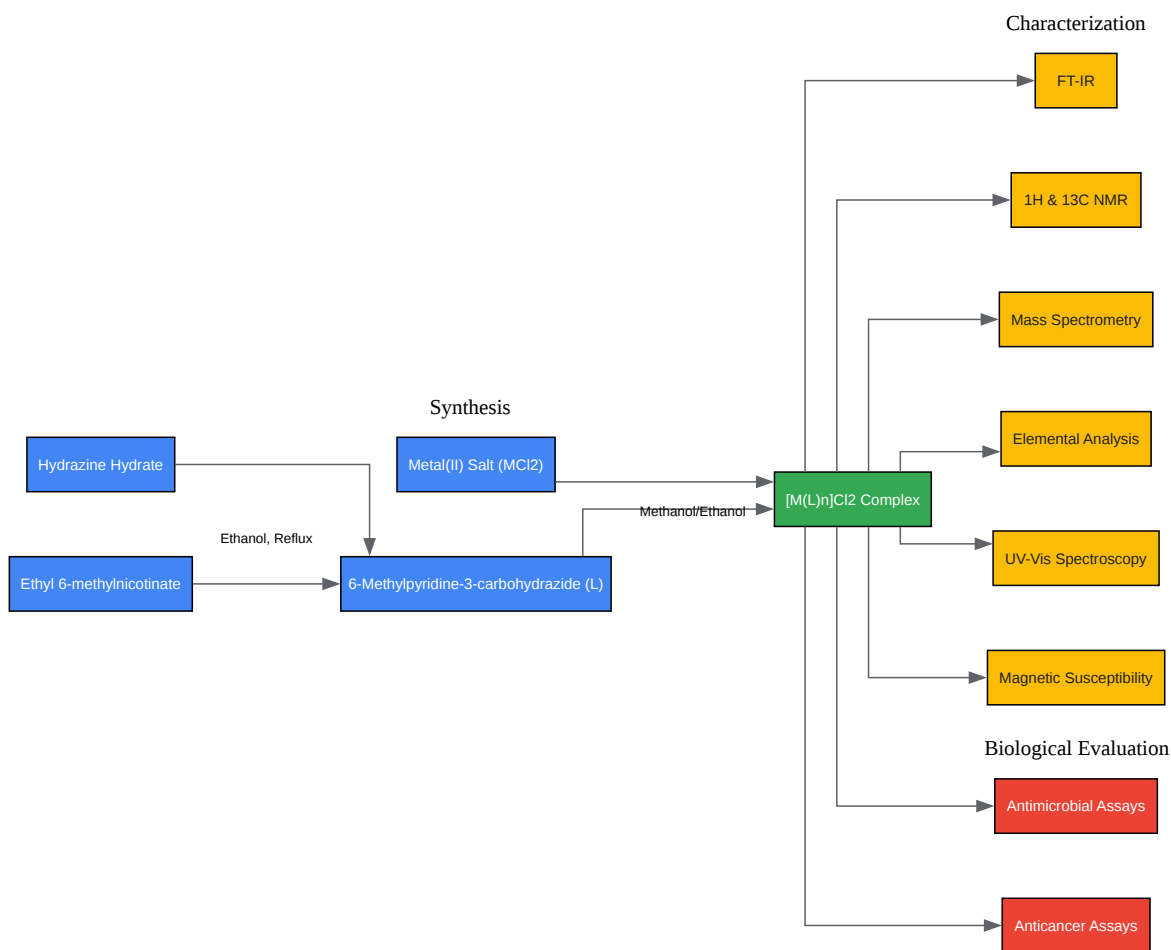 Characterization
FT-IR
1H & 13C NMR
Mass Spectrometry
Synthesis
Hydrazine Hydrate
Metal(II) Salt (MCl2)
Elemental Analysis
[M(L)n]Cl2 Complex
Methanol/Ethanol
Ethanol, Reflux
UV-Vis Spectroscopy
Ethyl 6-methylnicotinate
6-Methylpyridine-3-carbohydrazide (L)
Magnetic Susceptibility
Biological Evaluation
Antimicrobial Assays
Anticancer Assays